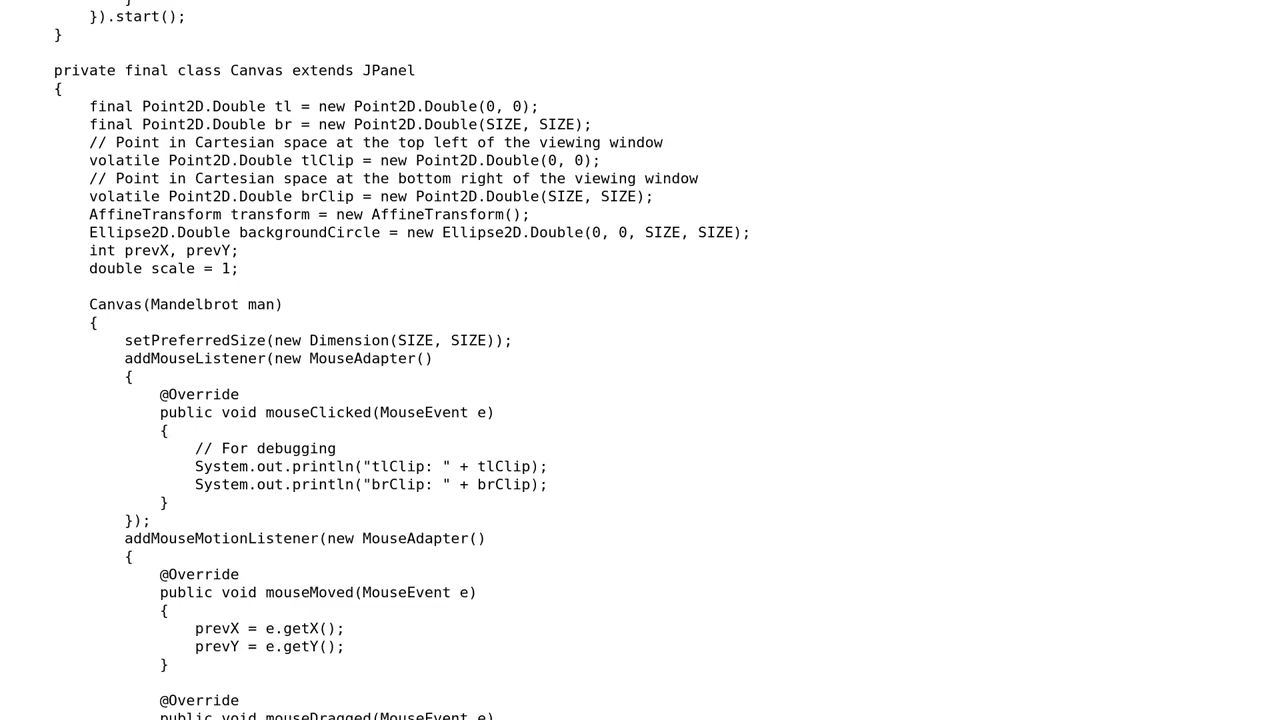 }
}).start();
}
private final class Canvas extends JPanel
{
final Point2D.Double tl = new Point2D.Double(0, 0);
final Point2D.Double br = new Point2D.Double(SIZE, SIZE);
// Point in Cartesian space at the top left of the viewing window
volatile Point2D.Double tlClip = new Point2D.Double(0, 0);
// Point in Cartesian space at the bottom right of the viewing window
volatile Point2D.Double brClip = new Point2D.Double(SIZE, SIZE);
AffineTransform transform = new AffineTransform();
Ellipse2D.Double backgroundCircle = new Ellipse2D.Double(0, 0, SIZE, SIZE);
int prevX, prevY;
double scale = 1;
Canvas(Mandelbrot man)
{
setPreferredSize(new Dimension(SIZE, SIZE));
addMouseListener(new MouseAdapter()
{
@Override
public void mouseClicked(MouseEvent e)
{
// For debugging
System.out.println("tlClip: " + tlClip);
System.out.println("brClip: " + brClip);
}
});
addMouseMotionListener(new MouseAdapter()
{
@Override
public void mouseMoved(MouseEvent e)
{
prevX = e.getX();
prevY = e.getY();
}
@Override
public void mouseDragged(MouseEvent e)